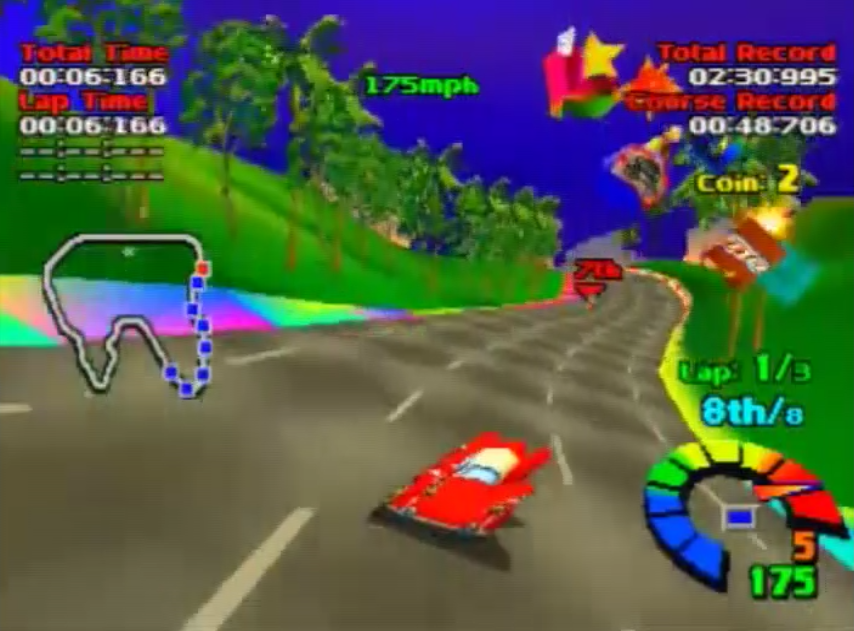 Total Time
00:06:166
Lap Time
00:06:166
--:--:---
--:--:---
175mph
Total Record
02:30:995
Course Record
00:48:706
Coin: 2
7th
Lap: 1/3
8th/8
5
175